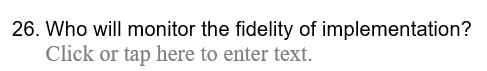 26. Who will monitor the fidelity of implementation?
Click or tap here to enter text.